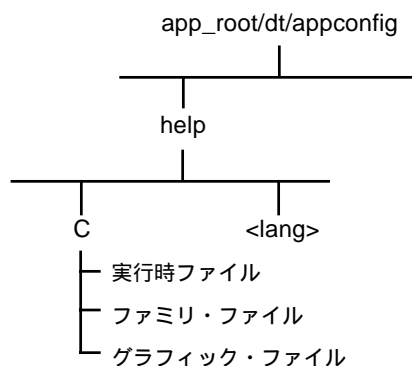 app_root/dt/appconfig
help
C
<lang>
実行時ファイル
ファミリ・ファイル
グラフィック・ファイル